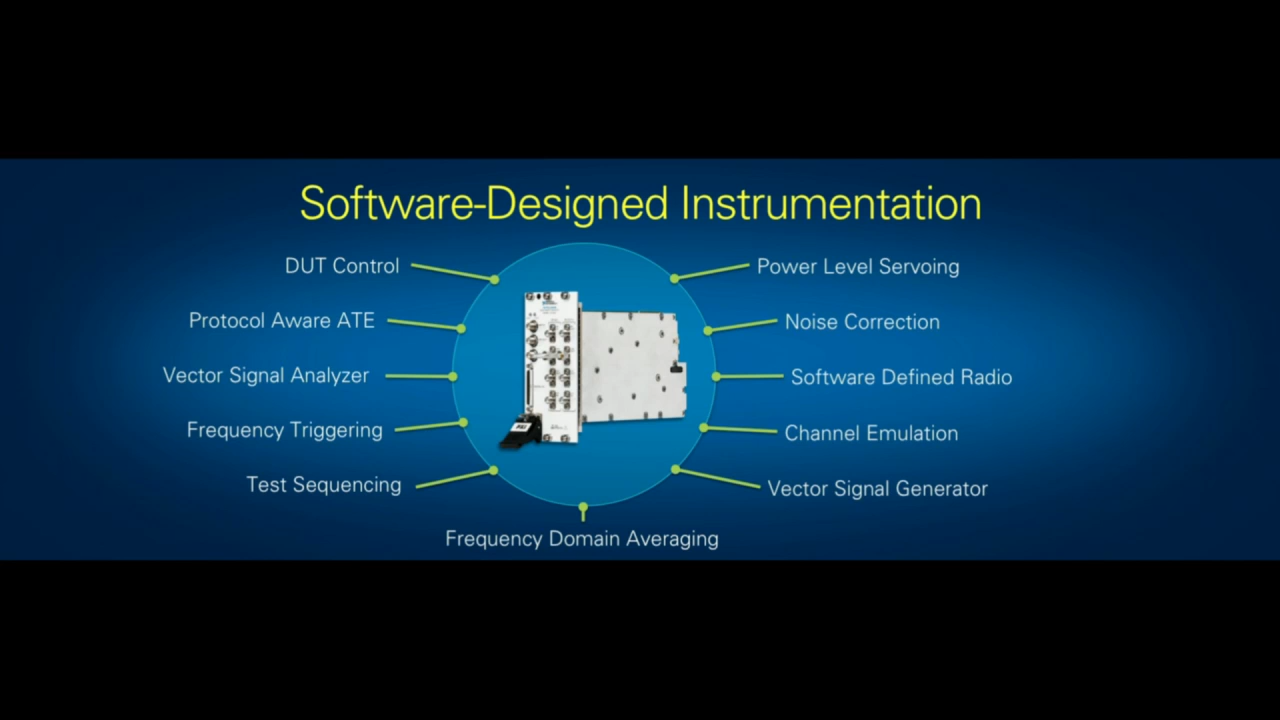 Software-Designed Instrumentation
DUT Control
Protocol Aware ATE
Vector Signal Analyzer
Frequency Triggering
Test Sequencing
Frequency Domain Averaging
Power Level Servoing
Noise Correction
Software Defined Radio
Channel Emulation
Vector Signal Generator